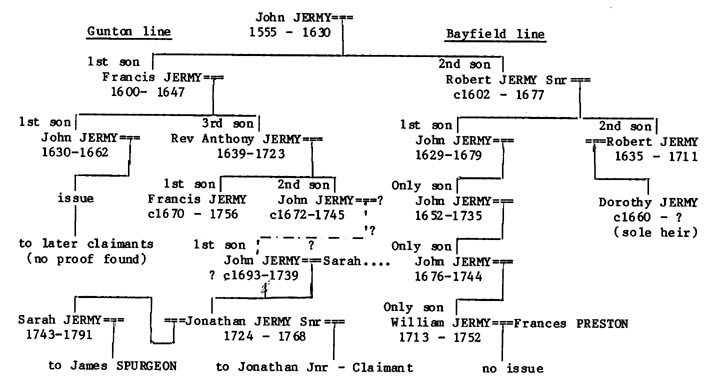 John JERMY
Gunton line 1555 - 1630 Bayfield line
1st son 2nd son
Francis JERMY Robert JERMY Snr
1600- 1647 c1602 - 1677
1st son 3rd son 1st son 2nd son
John JERMY Rev Anthony JERMY John JERMY Robert JERMY
1630-1662 1639-1723 1629-1679 1635 - 1711
1st son 2nd son Only son
issue Francis JERMY John JERMY ? John JERMY Dorothy JERMY
c1670 - 1756 c1672-1745 1652-1735 c1660 - ?
'? (sole heir)
to later claimants 1st son ? Only son
(no proof found) John JERMY Sarah.... John JERMY
? c1693-1739 1676-1744
Only son
Sarah JERMY Jonathan JERMY Snr William JERMY Frances PRESTON
1743-1791 1724 - 1768 1713 - 1752
to James SPURGEON to Jonathan Jnr - Claimant no issue